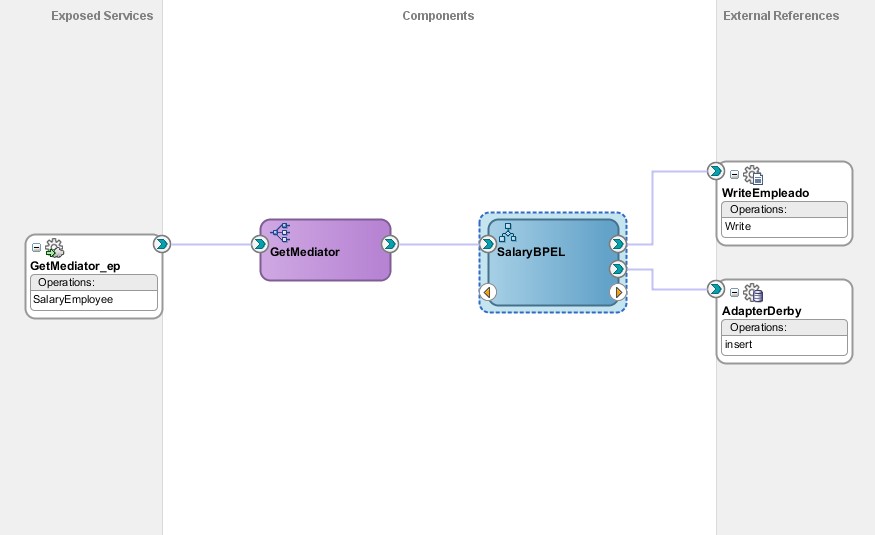 Exposed Services
Components
External References
GetMediator_ep
Operations:
SalaryEmployee
GetMediator
SalaryBPEL
WriteEmpleado
Operations:
Write
AdapterDerby
Operations:
insert